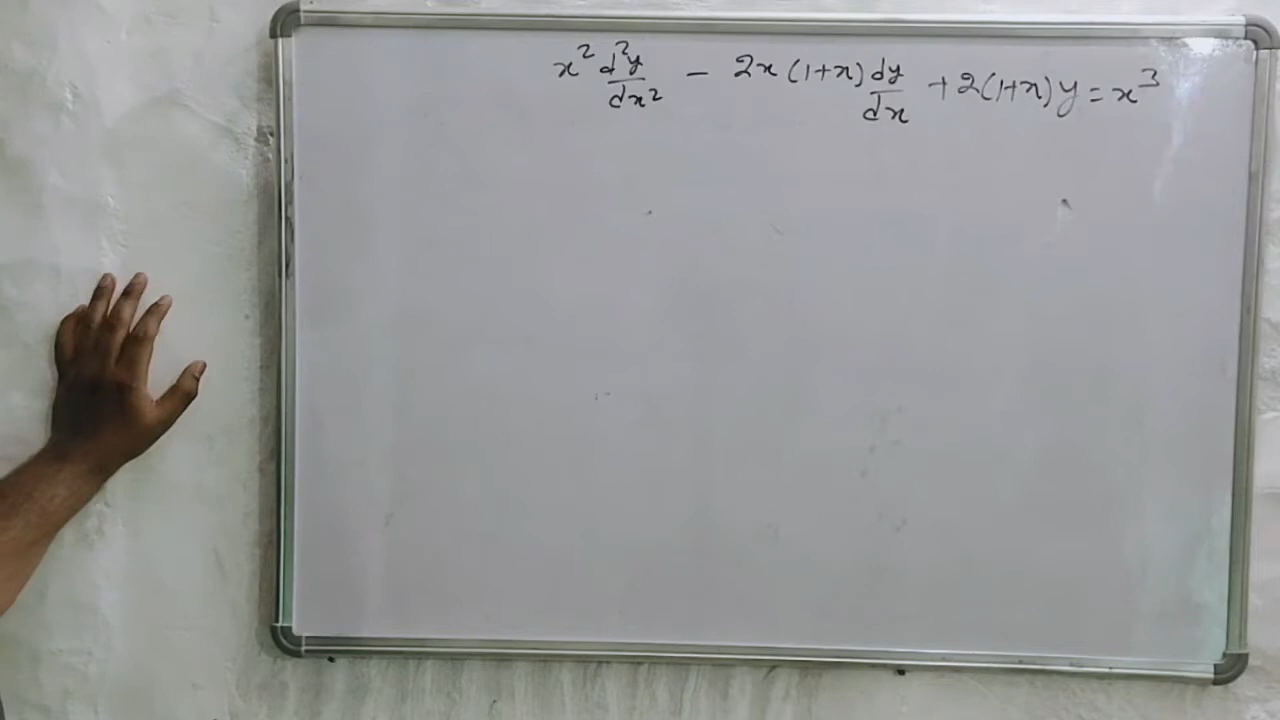 x² d²y/dx² - 2x(1+x) dy/dx + 2(1+x)y = x³